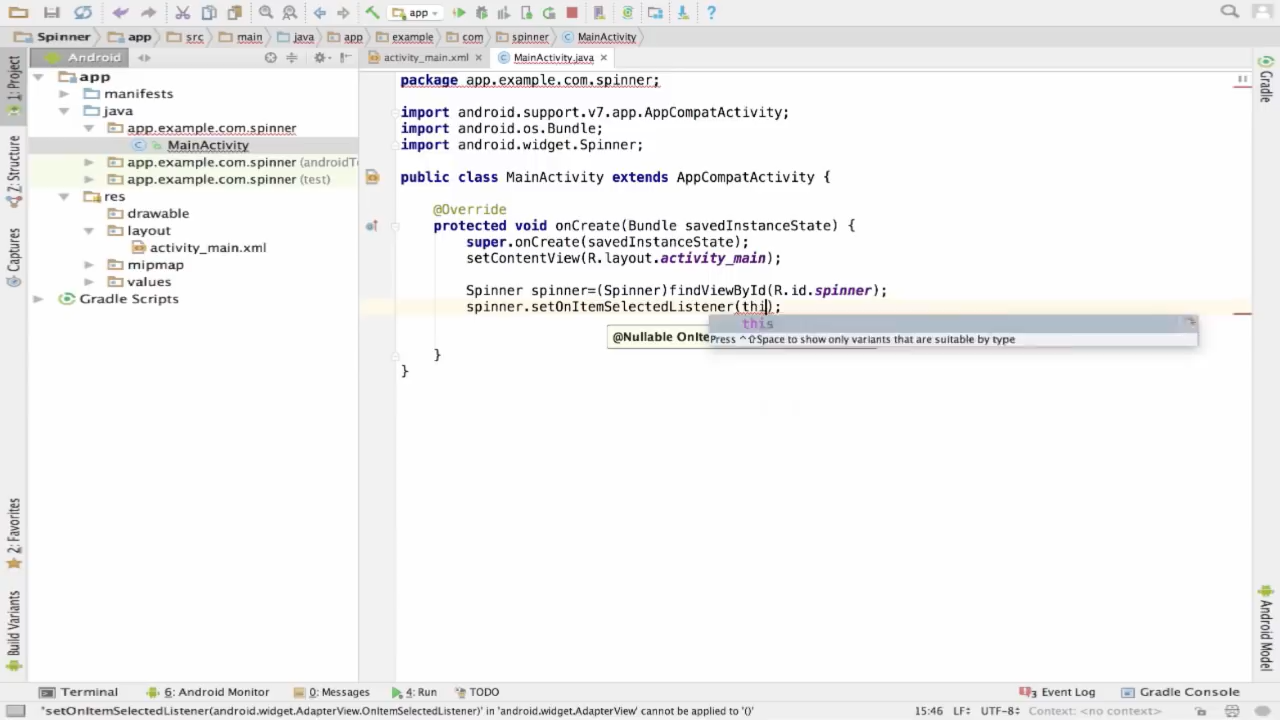 app
?
Spinner app src main java app example com spinner MainActivity
Android
activity_main.xml
MainActivity.java
1: Project
Z: Structure
Captures
2: Favorites
Build Variants
app
manifests
java
app.example.com.spinner
MainActivity
app.example.com.spinner (androidT
app.example.com.spinner (test)
res
drawable
layout
activity_main.xml
mipmap
values
Gradle Scripts
package app.example.com.spinner;
import android.support.v7.app.AppCompatActivity;
import android.os.Bundle;
import android.widget.Spinner;
public class MainActivity extends AppCompatActivity {
@Override
protected void onCreate(Bundle savedInstanceState) {
super.onCreate(savedInstanceState);
setContentView(R.layout.activity_main);
Spinner spinner=(Spinner)findViewById(R.id.spinner);
spinner.setOnItemSelectedListener(thi);
this
@Nullable OnIte
Press ^⇧Space to show only variants that are suitable by type
}
}
Gradle
Android Model
Terminal 6: Android Monitor 0: Messages 4: Run TODO Event Log Gradle Console
'setOnItemSelectedListener(android.widget.AdapterView.OnItemSelectedListener)' in 'android.widget.AdapterView' cannot be applied to '()' 15:46 LF÷ UTF-8÷ Context: <no context>